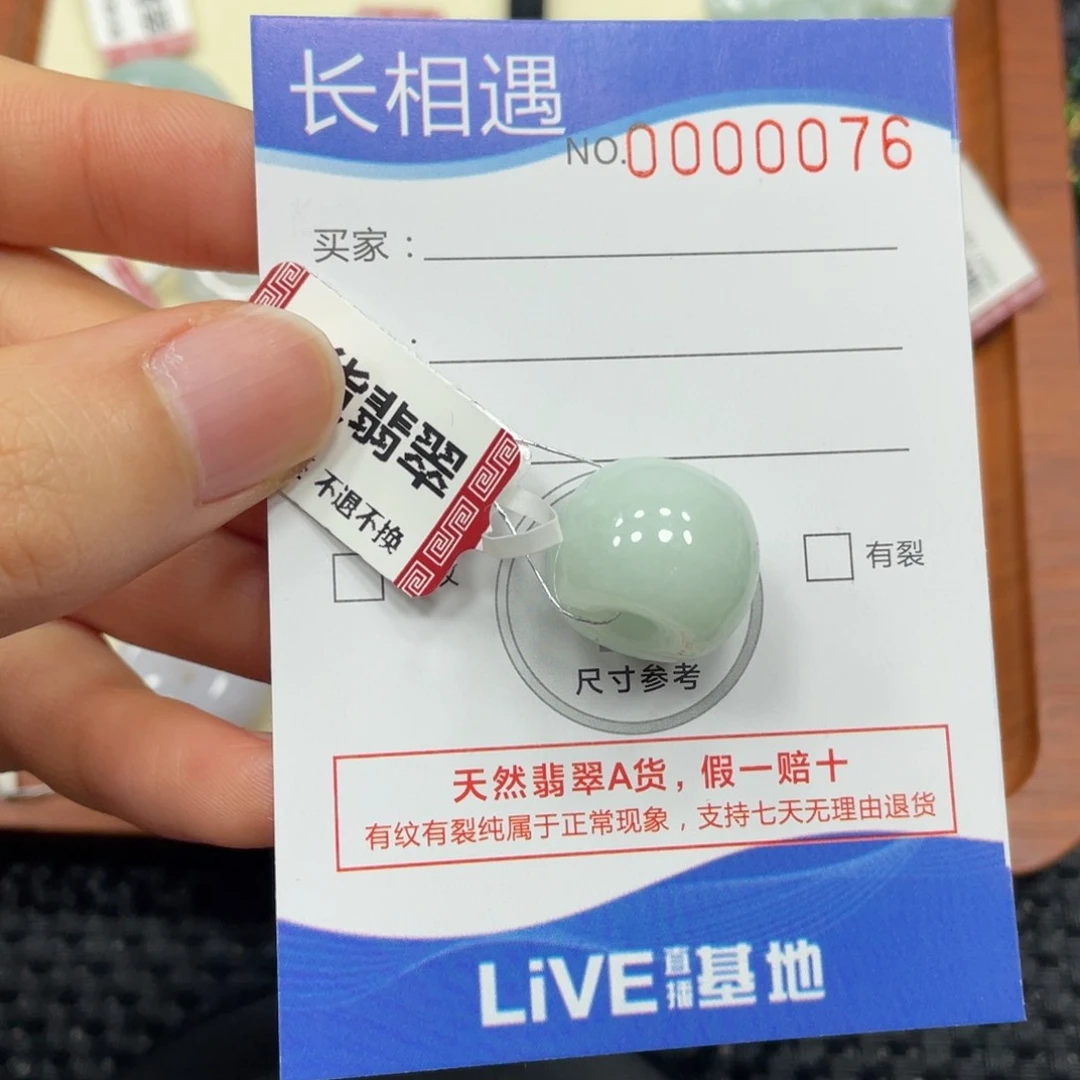 长相遇
NO.0000076
买家：
：
货翡翠
：不退不换
有裂
尺寸参考
天然翡翠A货，假一赔十
有纹有裂纯属于正常现象，支持七天无理由退货
LiVE直播基地